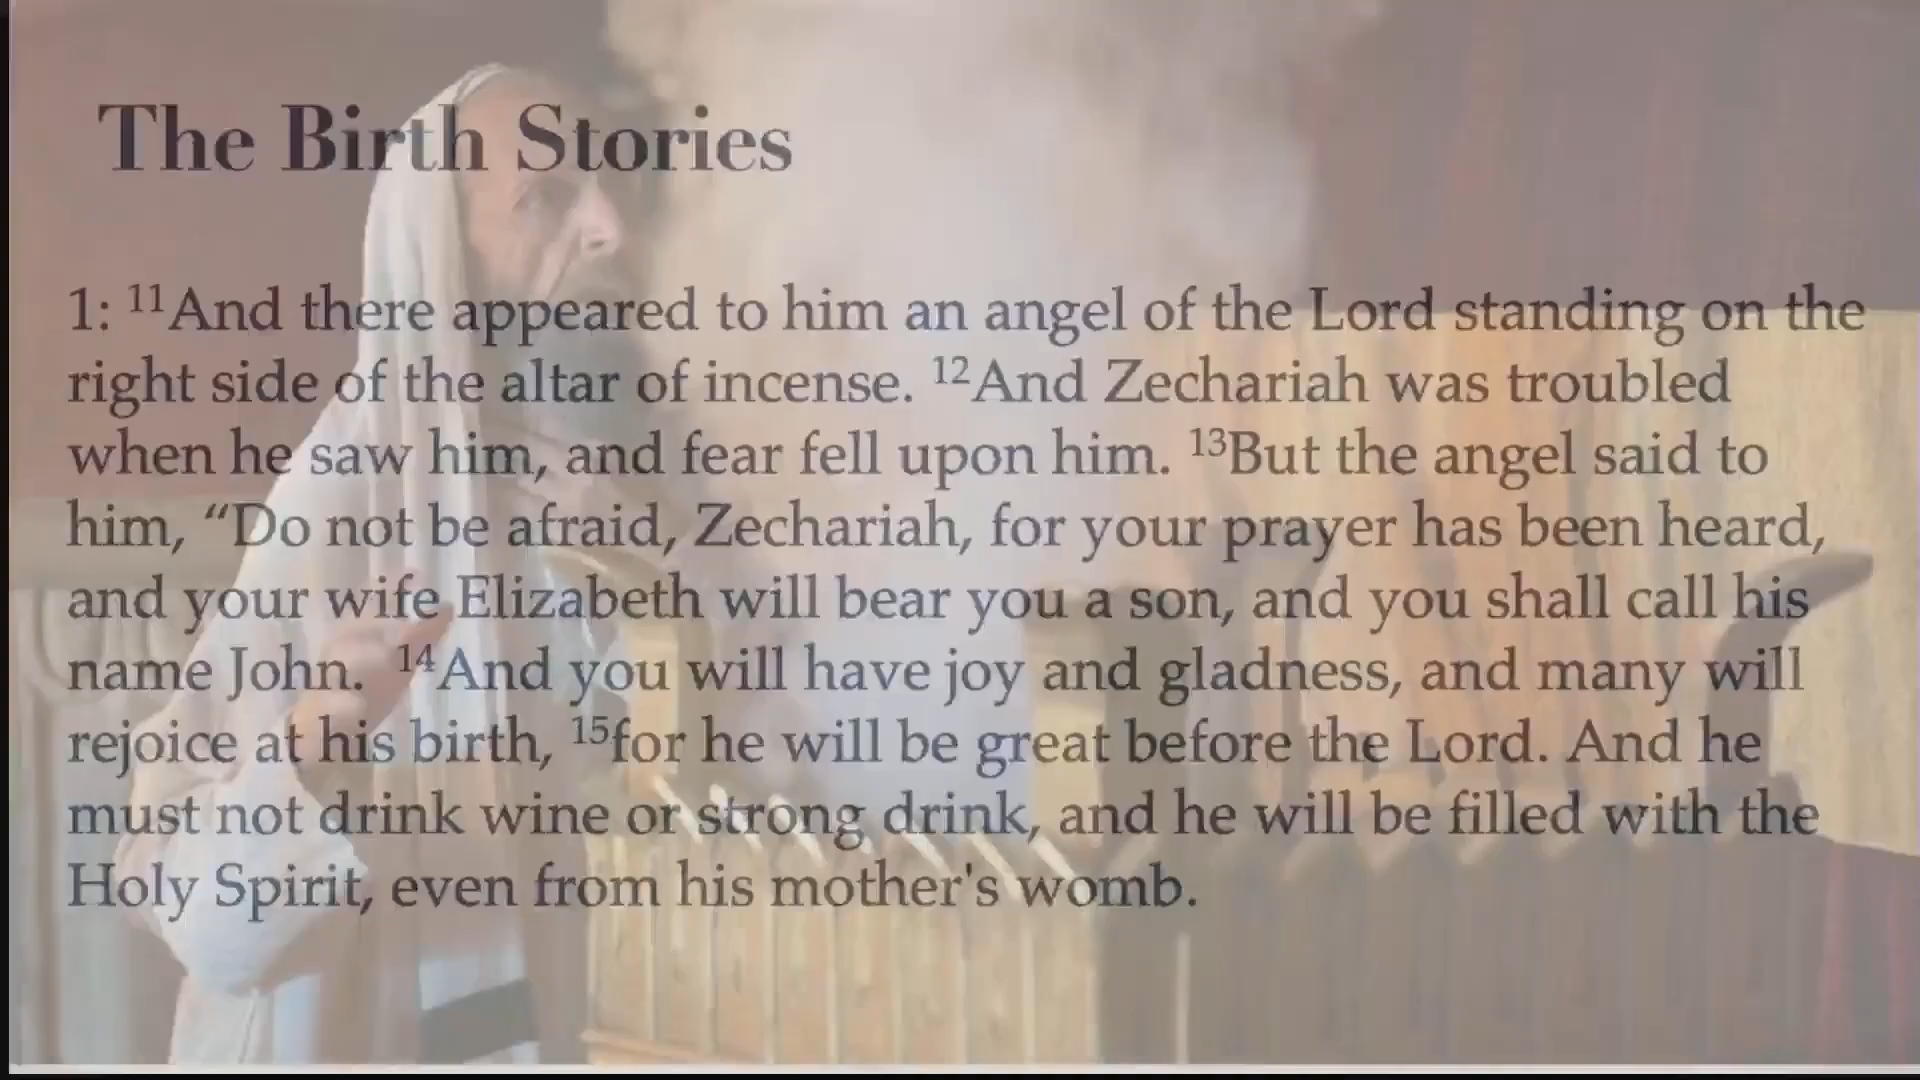 The Birth Stories
1: 11And there appeared to him an angel of the Lord standing on the
right side of the altar of incense. 12And Zechariah was troubled
when he saw him, and fear fell upon him. 13But the angel said to
him, “Do not be afraid, Zechariah, for your prayer has been heard,
and your wife Elizabeth will bear you a son, and you shall call his
name John. 14And you will have joy and gladness, and many will
rejoice at his birth, 15for he will be great before the Lord. And he
must not drink wine or strong drink, and he will be filled with the
Holy Spirit, even from his mother's womb.